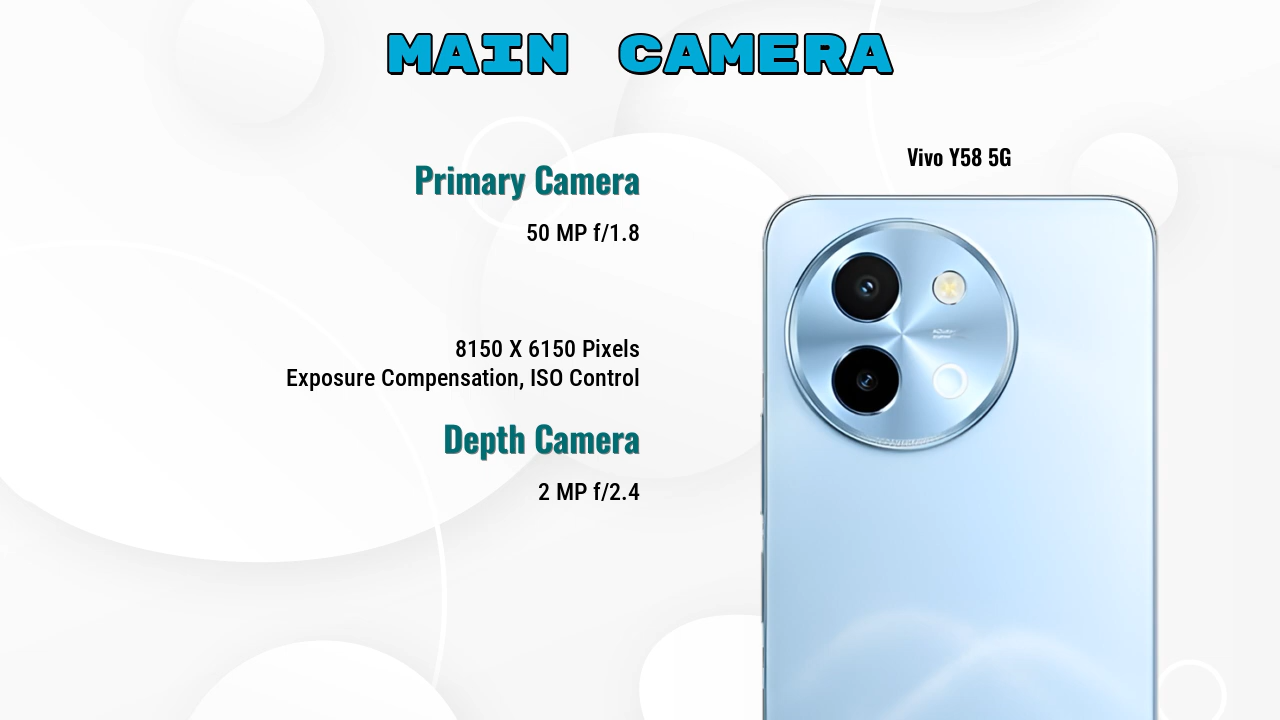 MAIN CAMERA
Vivo Y58 5G
Primary Camera
50 MP f/1.8
8150 X 6150 Pixels
Exposure Compensation, ISO Control
Depth Camera
2 MP f/2.4